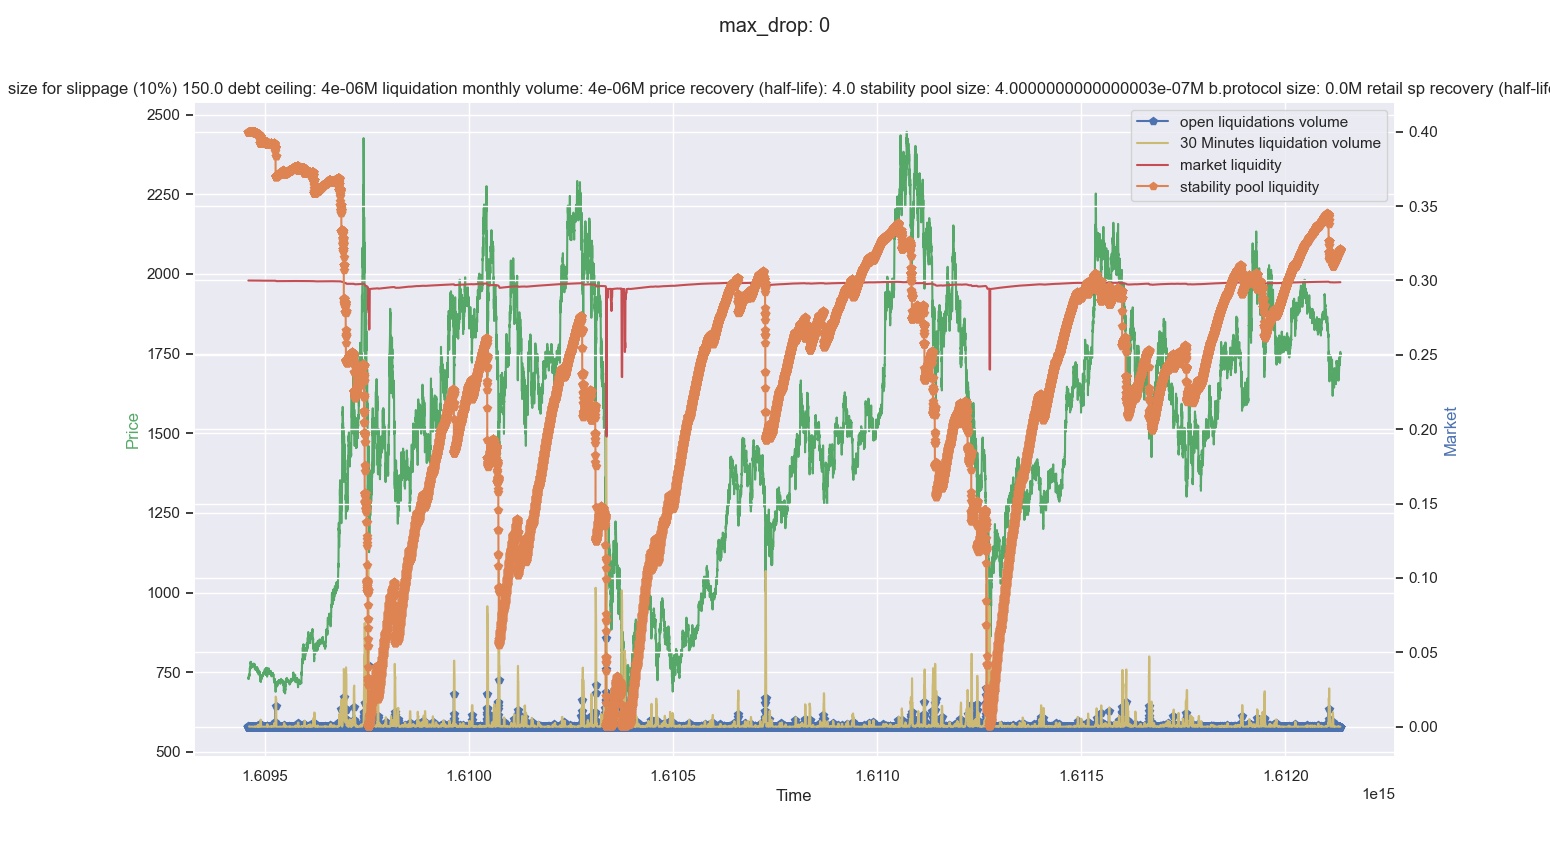 max_drop: 0
size for slippage (10%) 150.0 debt ceiling: 4e-06M liquidation monthly volume: 4e-06M price recovery (half-life): 4.0 stability pool size: 4.0000000000000003e-07M b.protocol size: 0.0M retail sp recovery (half-life
open liquidations volume
30 Minutes liquidation volume
market liquidity
stability pool liquidity
2500
2250
2000
1750
1500
1250
1000
750
500
Price
0.40
0.35
0.30
0.25
0.20
0.15
0.10
0.05
0.00
Market
1.6095 1.6100 1.6105 1.6110 1.6115 1.6120
Time
1e15